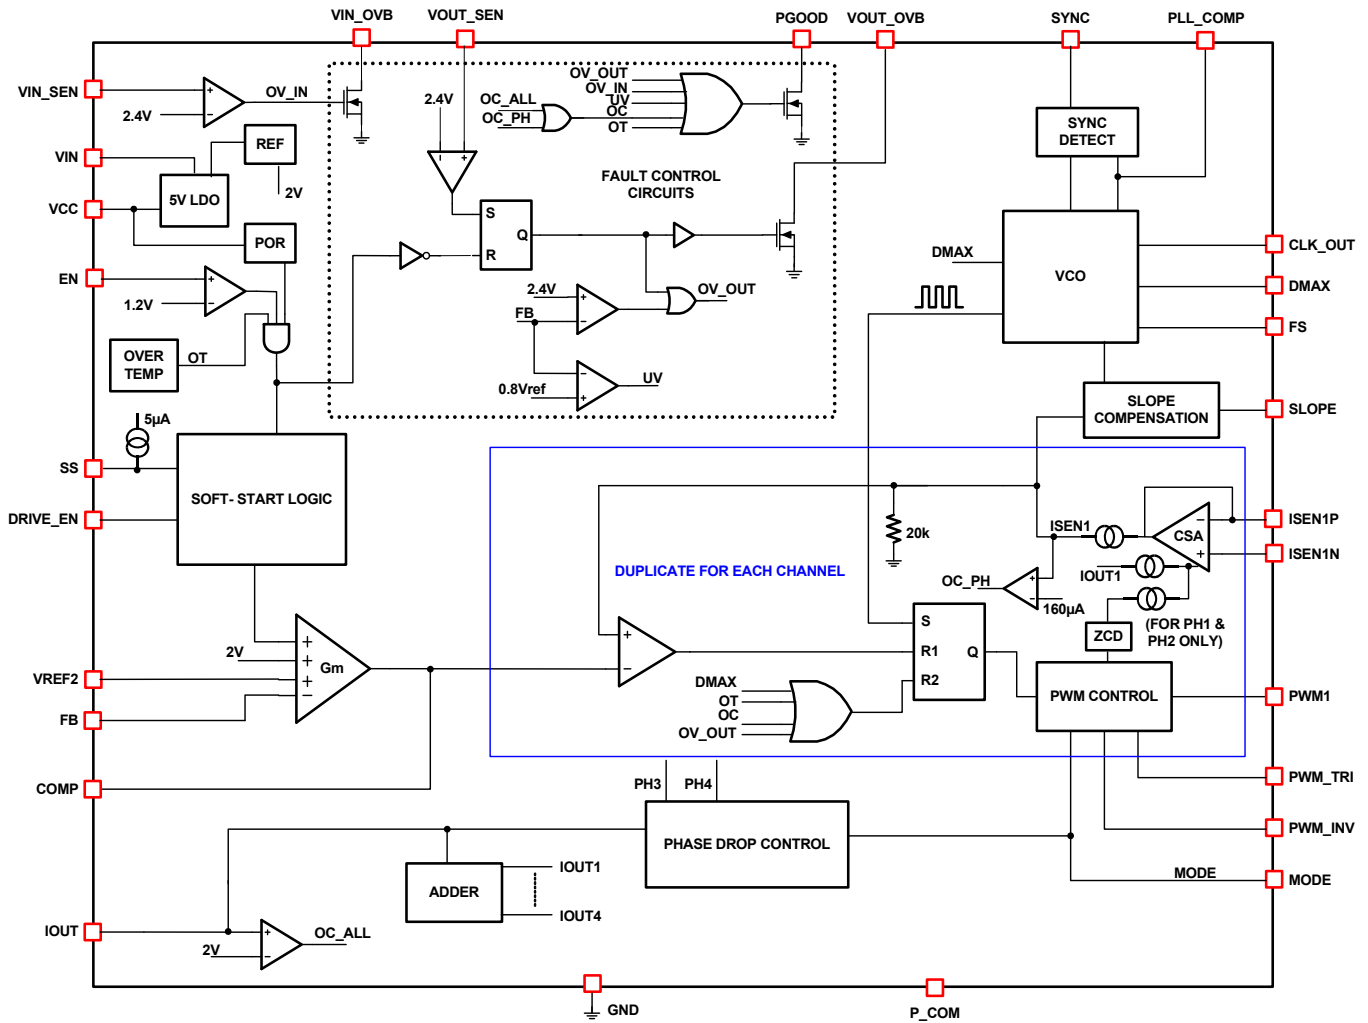 VIN_OVB
VOUT_SEN
PGOOD
VOUT_OVB
SYNC
PLL_COMP
VIN_SEN
+
−
2.4V
OV_IN
2.4V
OC_ALL
OC_PH
OV_OUT
OV_IN
UV
OC
OT
SYNC
DETECT
VIN
REF
2V
5V LDO
VCC
POR
− +
FAULT CONTROL
CIRCUITS
S
R
Q
EN
+
−
1.2V
OVER
TEMP
OT
2.4V
FB
+
−
OV_OUT
0.8Vref
−
+
UV
DMAX
VCO
CLK_OUT
DMAX
FS
SLOPE
COMPENSATION
SLOPE
5µA
SS
SOFT- START LOGIC
DRIVE_EN
DUPLICATE FOR EACH CHANNEL
20k
ISEN1
CSA
−
+
ISEN1P
ISEN1N
IOUT1
OC_PH
+
−
160µA
(FOR PH1 &
PH2 ONLY)
ZCD
2V
+
+
+
−
Gm
VREF2
FB
COMP
+
−
S
R1
R2
Q
DMAX
OT
OC
OV_OUT
PWM CONTROL
PWM1
PWM_TRI
PWM_INV
MODE
MODE
PH3
PH4
PHASE DROP CONTROL
ADDER
IOUT1
IOUT4
IOUT
2V
+
−
OC_ALL
GND
P_COM